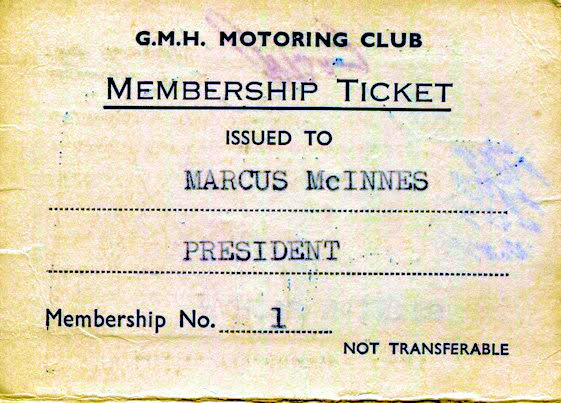 G.M.H. MOTORING CLUB
MEMBERSHIP TICKET
ISSUED TO
MARCUS McINNES
PRESIDENT
Membership No. 1
NOT TRANSFERABLE